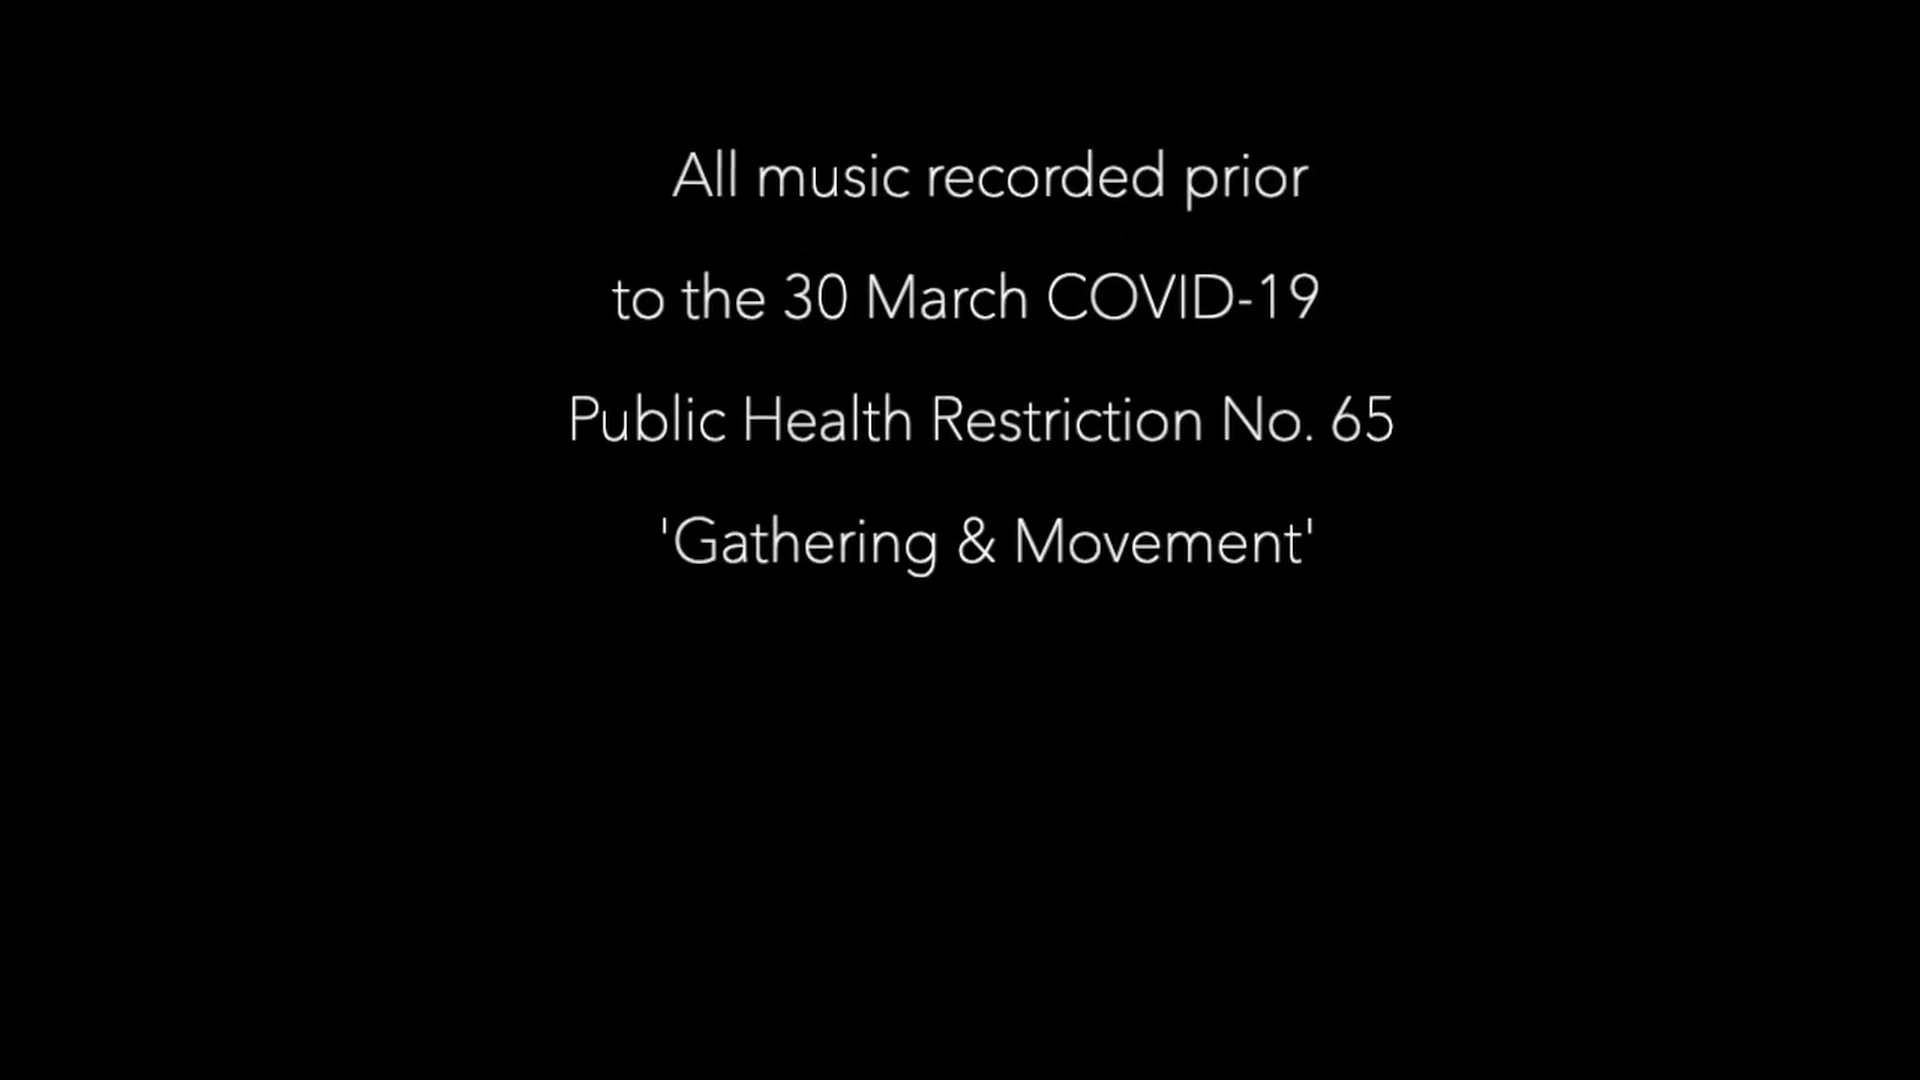 All music recorded prior
to the 30 March COVID-19
Public Health Restriction No. 65
'Gathering & Movement'